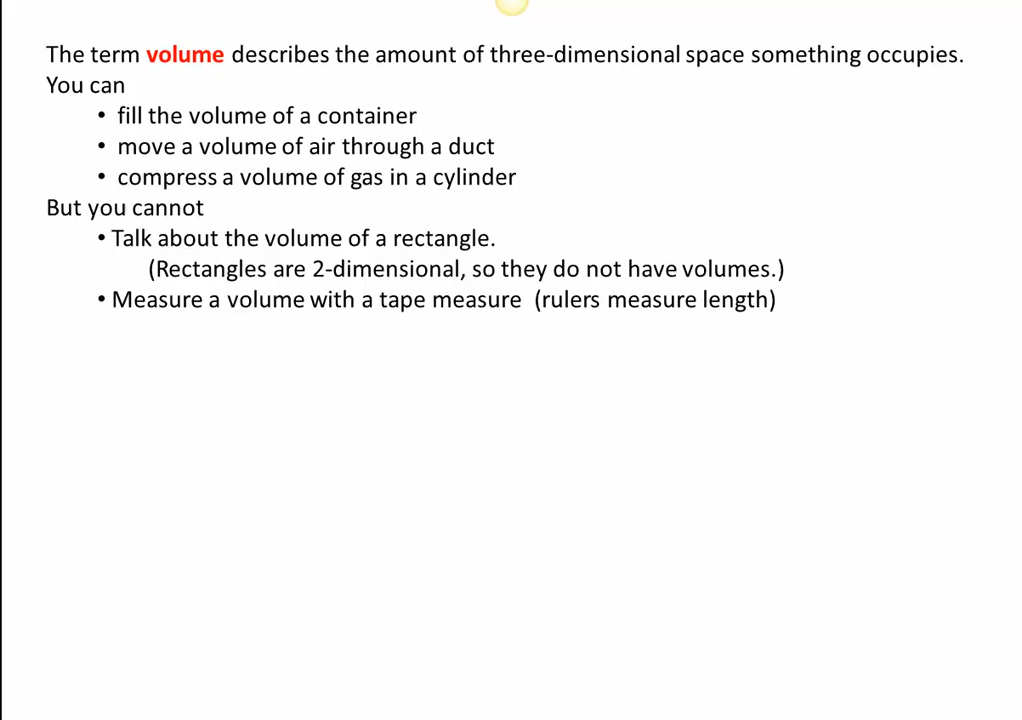 The term volume describes the amount of three-dimensional space something occupies.
You can
• fill the volume of a container
• move a volume of air through a duct
• compress a volume of gas in a cylinder
But you cannot
• Talk about the volume of a rectangle.
(Rectangles are 2-dimensional, so they do not have volumes.)
• Measure a volume with a tape measure (rulers measure length)